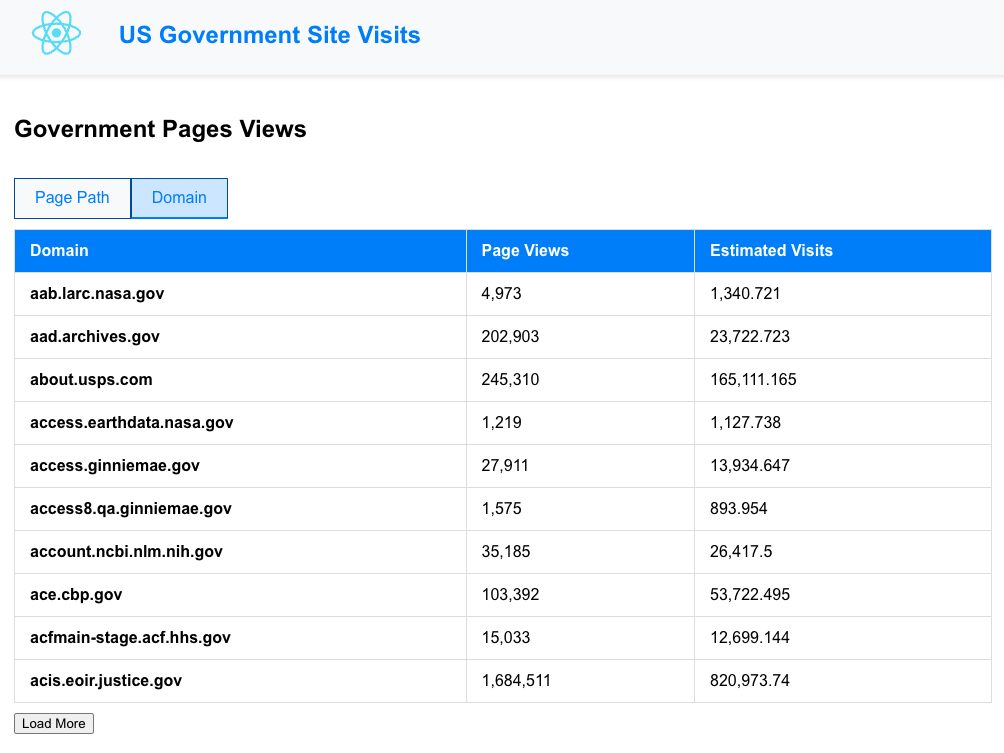 US Government Site Visits
Government Pages Views
Page Path Domain
Domain Page Views Estimated Visits
aab.larc.nasa.gov 4,973 1,340.721
aad.archives.gov 202,903 23,722.723
about.usps.com 245,310 165,111.165
access.earthdata.nasa.gov 1,219 1,127.738
access.ginniemae.gov 27,911 13,934.647
access8.qa.ginniemae.gov 1,575 893.954
account.ncbi.nlm.nih.gov 35,185 26,417.5
ace.cbp.gov 103,392 53,722.495
acfmain-stage.acf.hhs.gov 15,033 12,699.144
acis.eoir.justice.gov 1,684,511 820,973.74
Load More